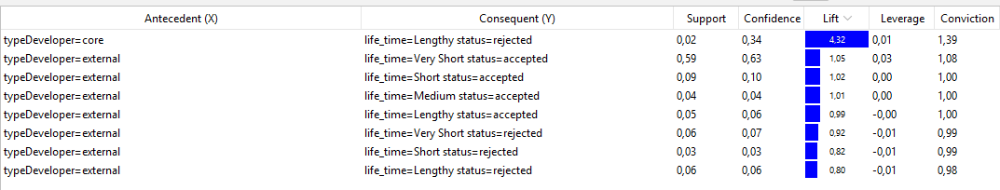 Antecedent (X) Consequent (Y) Support Confidence Lift Leverage Conviction
typeDeveloper=core life_time=Lengthy status=rejected 0,02 0,34 4,32 0,01 1,39
typeDeveloper=external life_time=Very Short status=accepted 0,59 0,63 1,05 0,03 1,08
typeDeveloper=external life_time=Short status=accepted 0,09 0,10 1,02 0,00 1,00
typeDeveloper=external life_time=Medium status=accepted 0,04 0,04 1,01 0,00 1,00
typeDeveloper=external life_time=Lengthy status=accepted 0,05 0,06 0,99 -0,00 1,00
typeDeveloper=external life_time=Very Short status=rejected 0,06 0,07 0,92 -0,01 0,99
typeDeveloper=external life_time=Short status=rejected 0,03 0,03 0,82 -0,01 0,99
typeDeveloper=external life_time=Lengthy status=rejected 0,06 0,06 0,80 -0,01 0,98